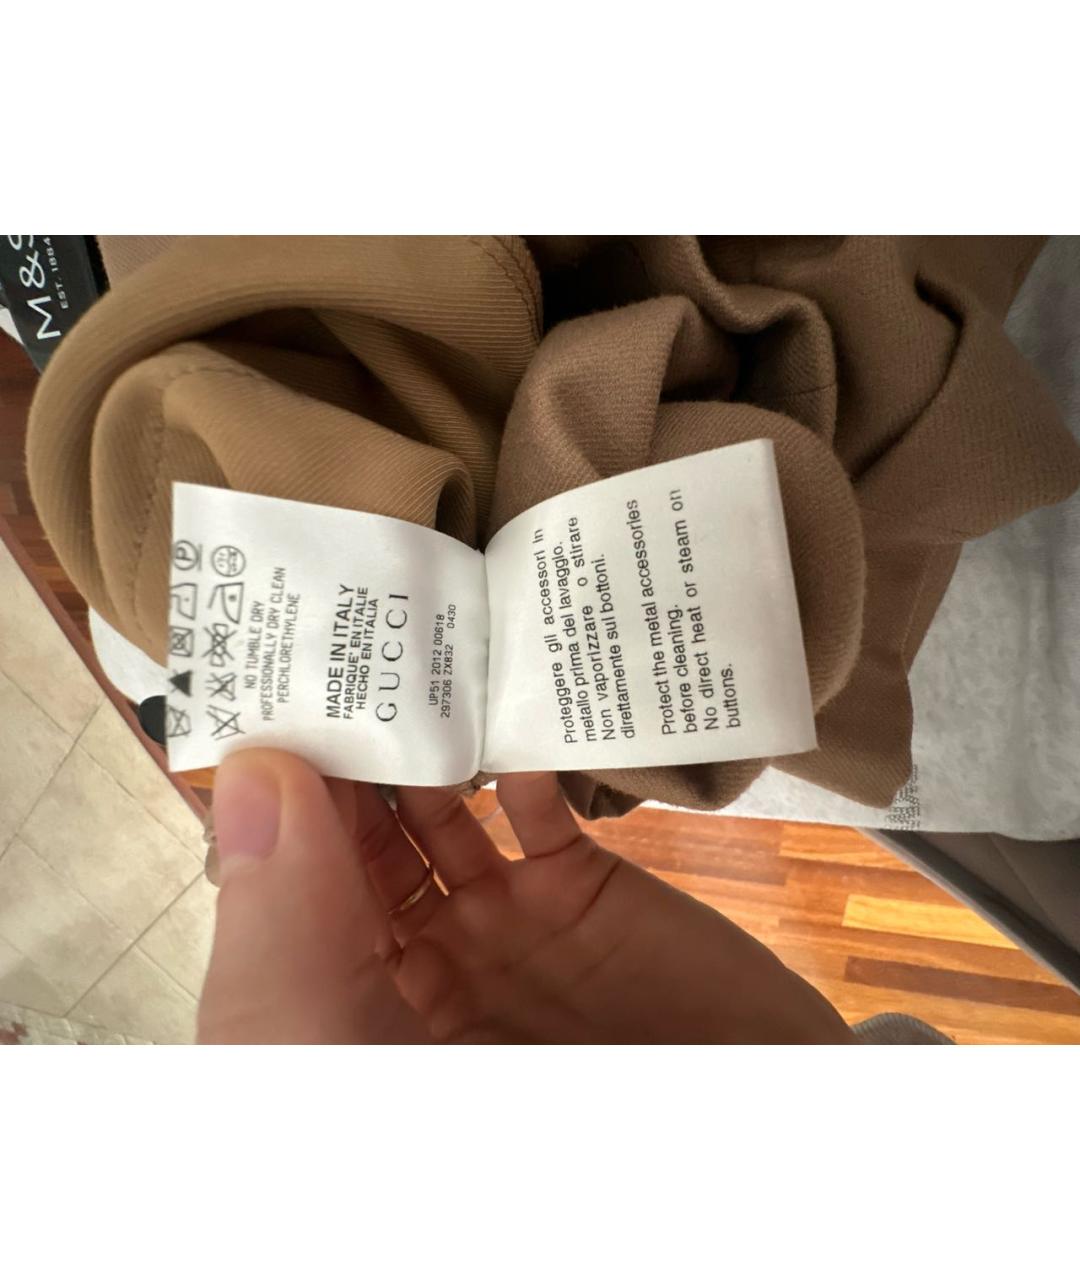 M&S
EST. 1884
NO TUMBLE DRY
PROFESSIONALLY DRY CLEAN
PERCHLORETHYLENE
MADE IN ITALY
FABRIQUE' EN ITALIE
HECHO EN ITALIA
GUCCI
UP51 2012 00618
297306 ZX832 0430
Proteggere gli accessori in
metallo prima del lavaggio.
Non vaporizzare o stirare
direttamente sul bottoni.
Protect the metal accessories
before cleaning.
No direct heat or steam on
buttons.